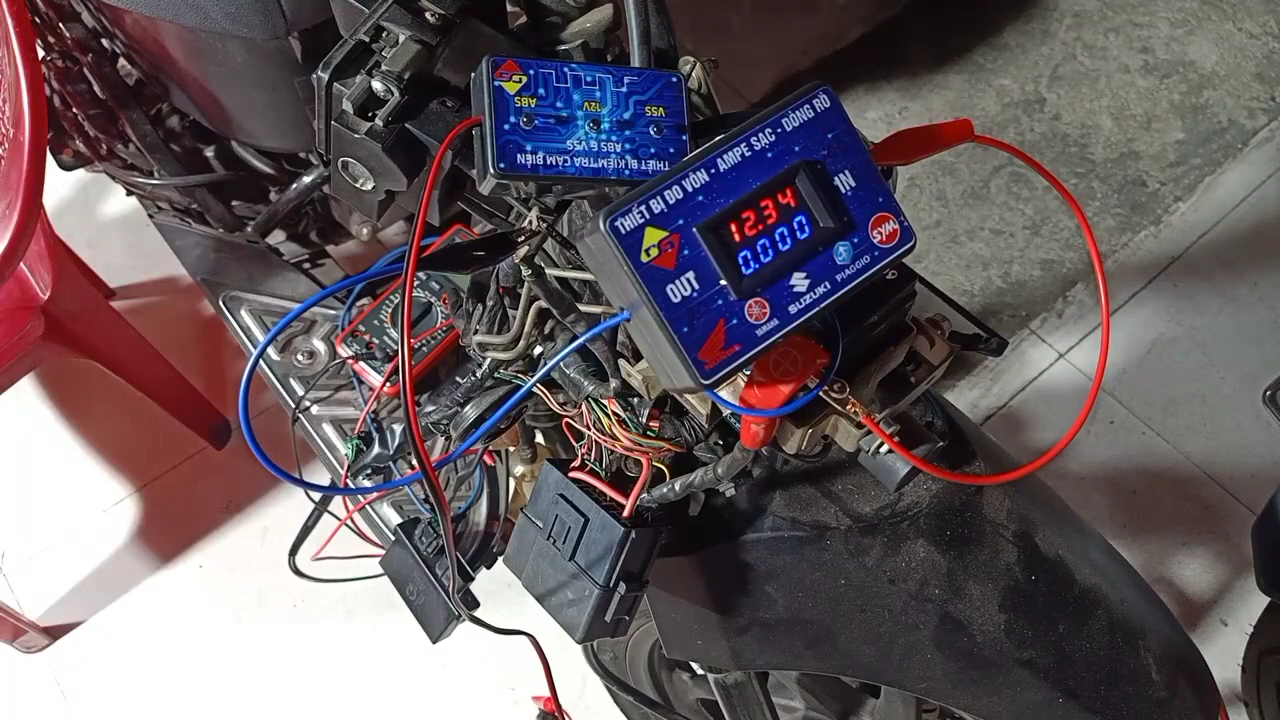 THIẾT BỊ KIỂM TRA CẢM BIẾN
ABS & VSS
VSS
12V
ABS
THIẾT BỊ ĐO VÔN - AMPE SẠC - DÒNG RÒ
12.34
0.000
IN
OUT
HONDA
YAMAHA
SUZUKI
PIAGGIO
SYM